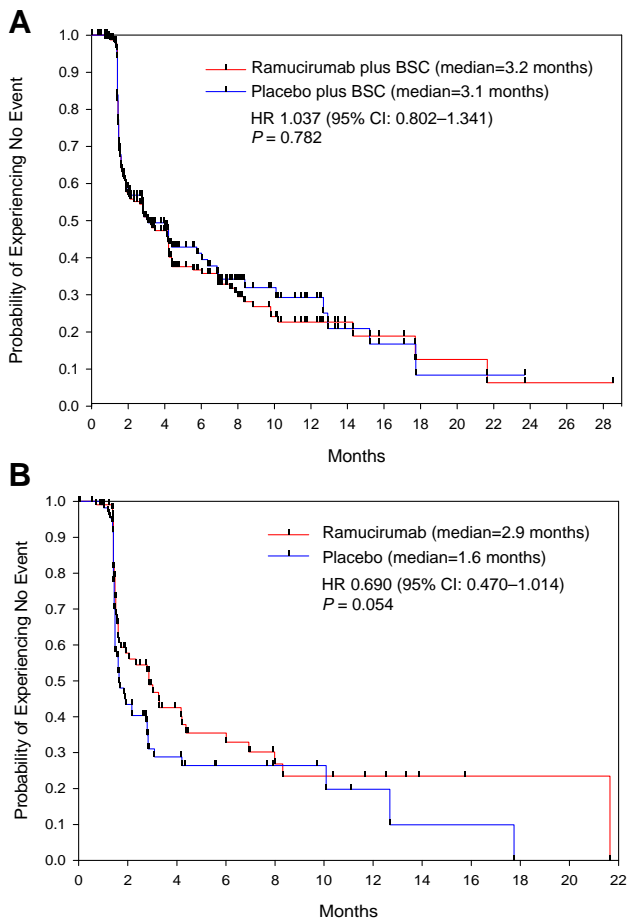 A
1.0
0.9
0.8
0.7
0.6
0.5
0.4
0.3
0.2
0.1
0.0
Probability of Experiencing No Event
Ramucirumab plus BSC (median=3.2 months)
Placebo plus BSC (median=3.1 months)
HR 1.037 (95% CI: 0.802–1.341)
P = 0.782
0 2 4 6 8 10 12 14 16 18 20 22 24 26 28
Months
B
1.0
0.9
0.8
0.7
0.6
0.5
0.4
0.3
0.2
0.1
0.0
Probability of Experiencing No Event
Ramucirumab (median=2.9 months)
Placebo (median=1.6 months)
HR 0.690 (95% CI: 0.470–1.014)
P = 0.054
0 2 4 6 8 10 12 14 16 18 20 22
Months